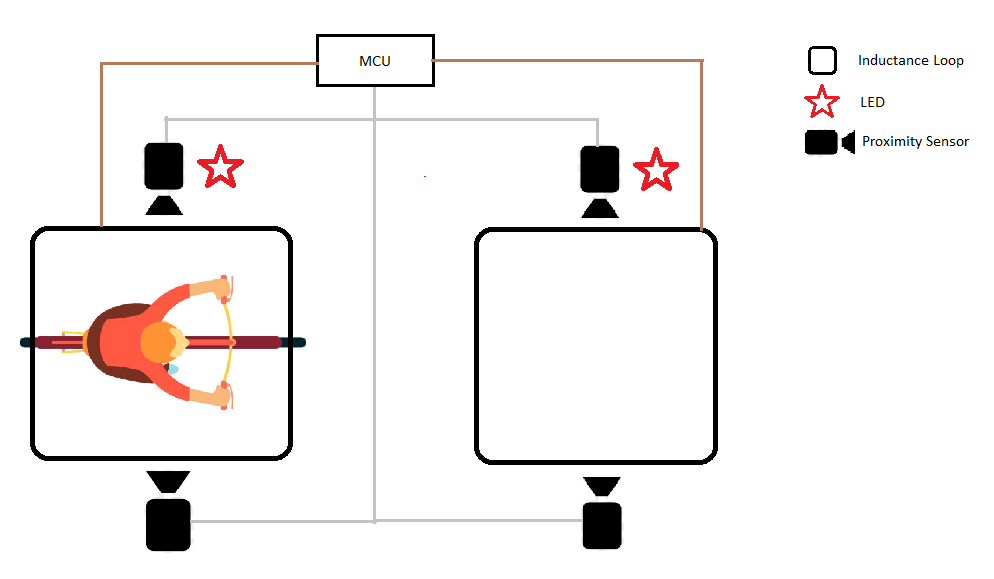 MCU
Inductance Loop
LED
Proximity Sensor